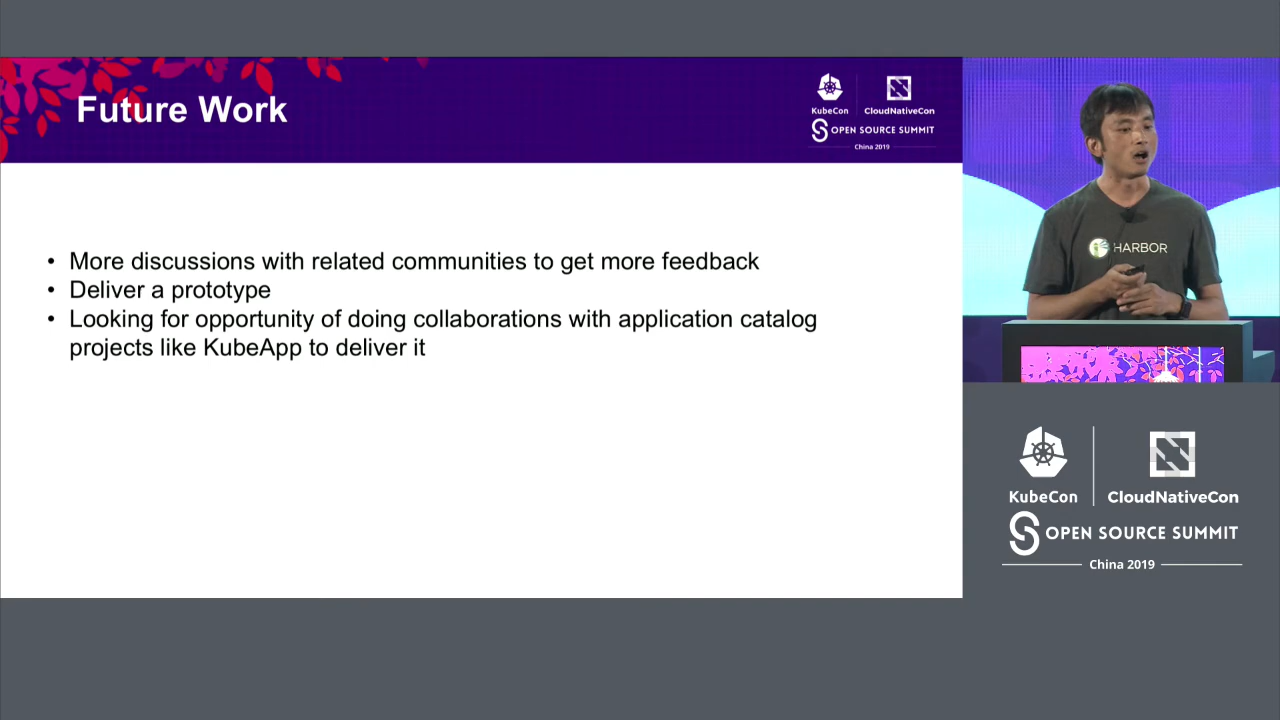 Future Work
KubeCon
CloudNativeCon
OPEN SOURCE SUMMIT
China 2019
• More discussions with related communities to get more feedback
• Deliver a prototype
• Looking for opportunity of doing collaborations with application catalog
projects like KubeApp to deliver it
HARBOR
KubeCon
CloudNativeCon
OPEN SOURCE SUMMIT
China 2019